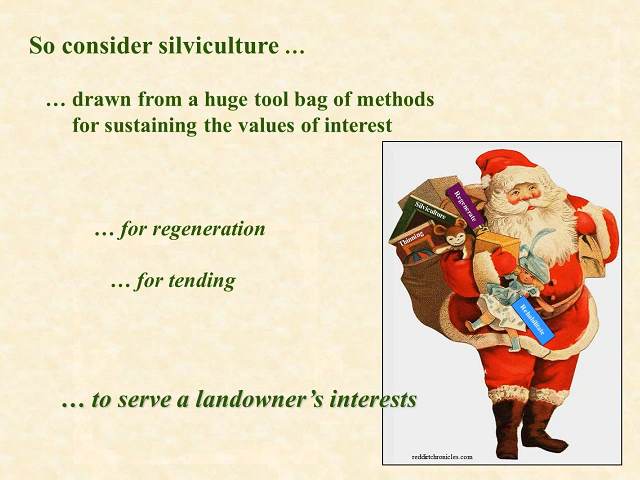 So consider silviculture …
… drawn from a huge tool bag of methods
for sustaining the values of interest
… for regeneration
… for tending
… to serve a landowner’s interests
Regenerate
Silviculture
Thinning
Rehabilitate
reddirtchronicles.com